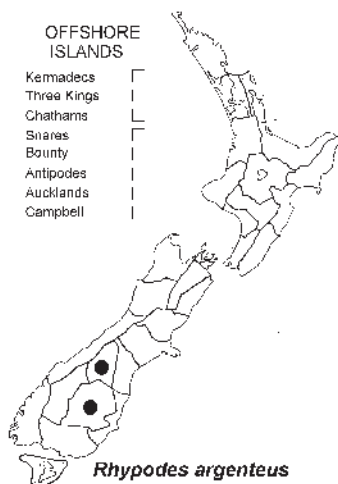 OFFSHORE
ISLANDS
Kermadecs
Three Kings
Chathams
Snares
Bounty
Antipodes
Aucklands
Campbell
Rhypodes argenteus